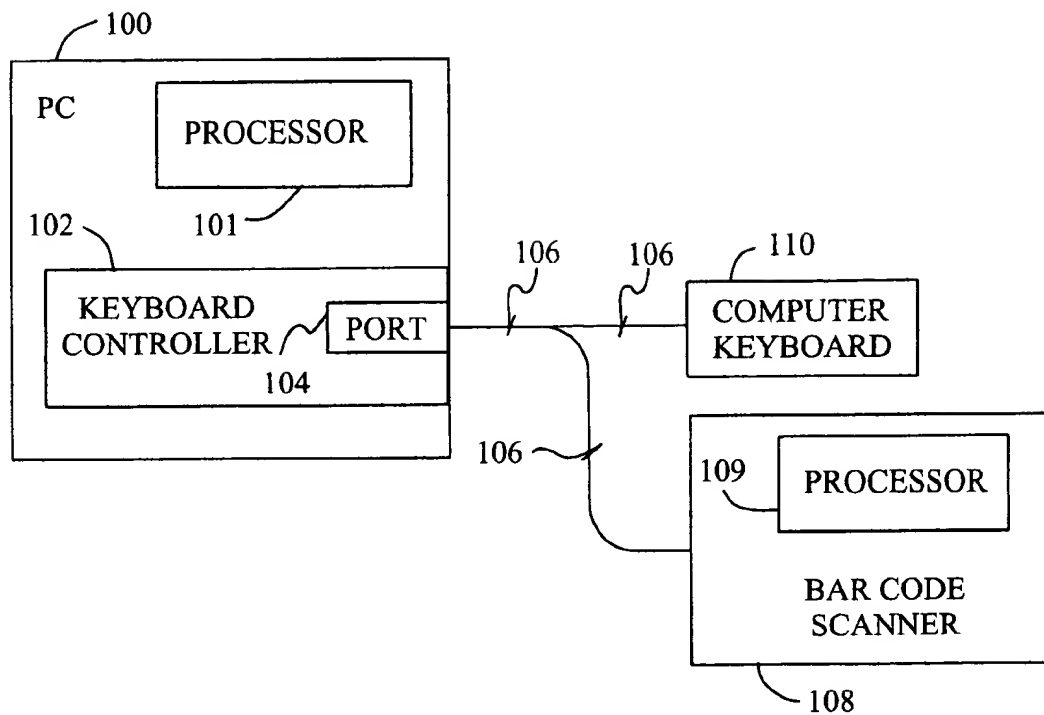 100
PC
PROCESSOR
101
102
KEYBOARD
CONTROLLER
PORT
104
106
106
110
COMPUTER
KEYBOARD
106
109
PROCESSOR
BAR CODE
SCANNER
108